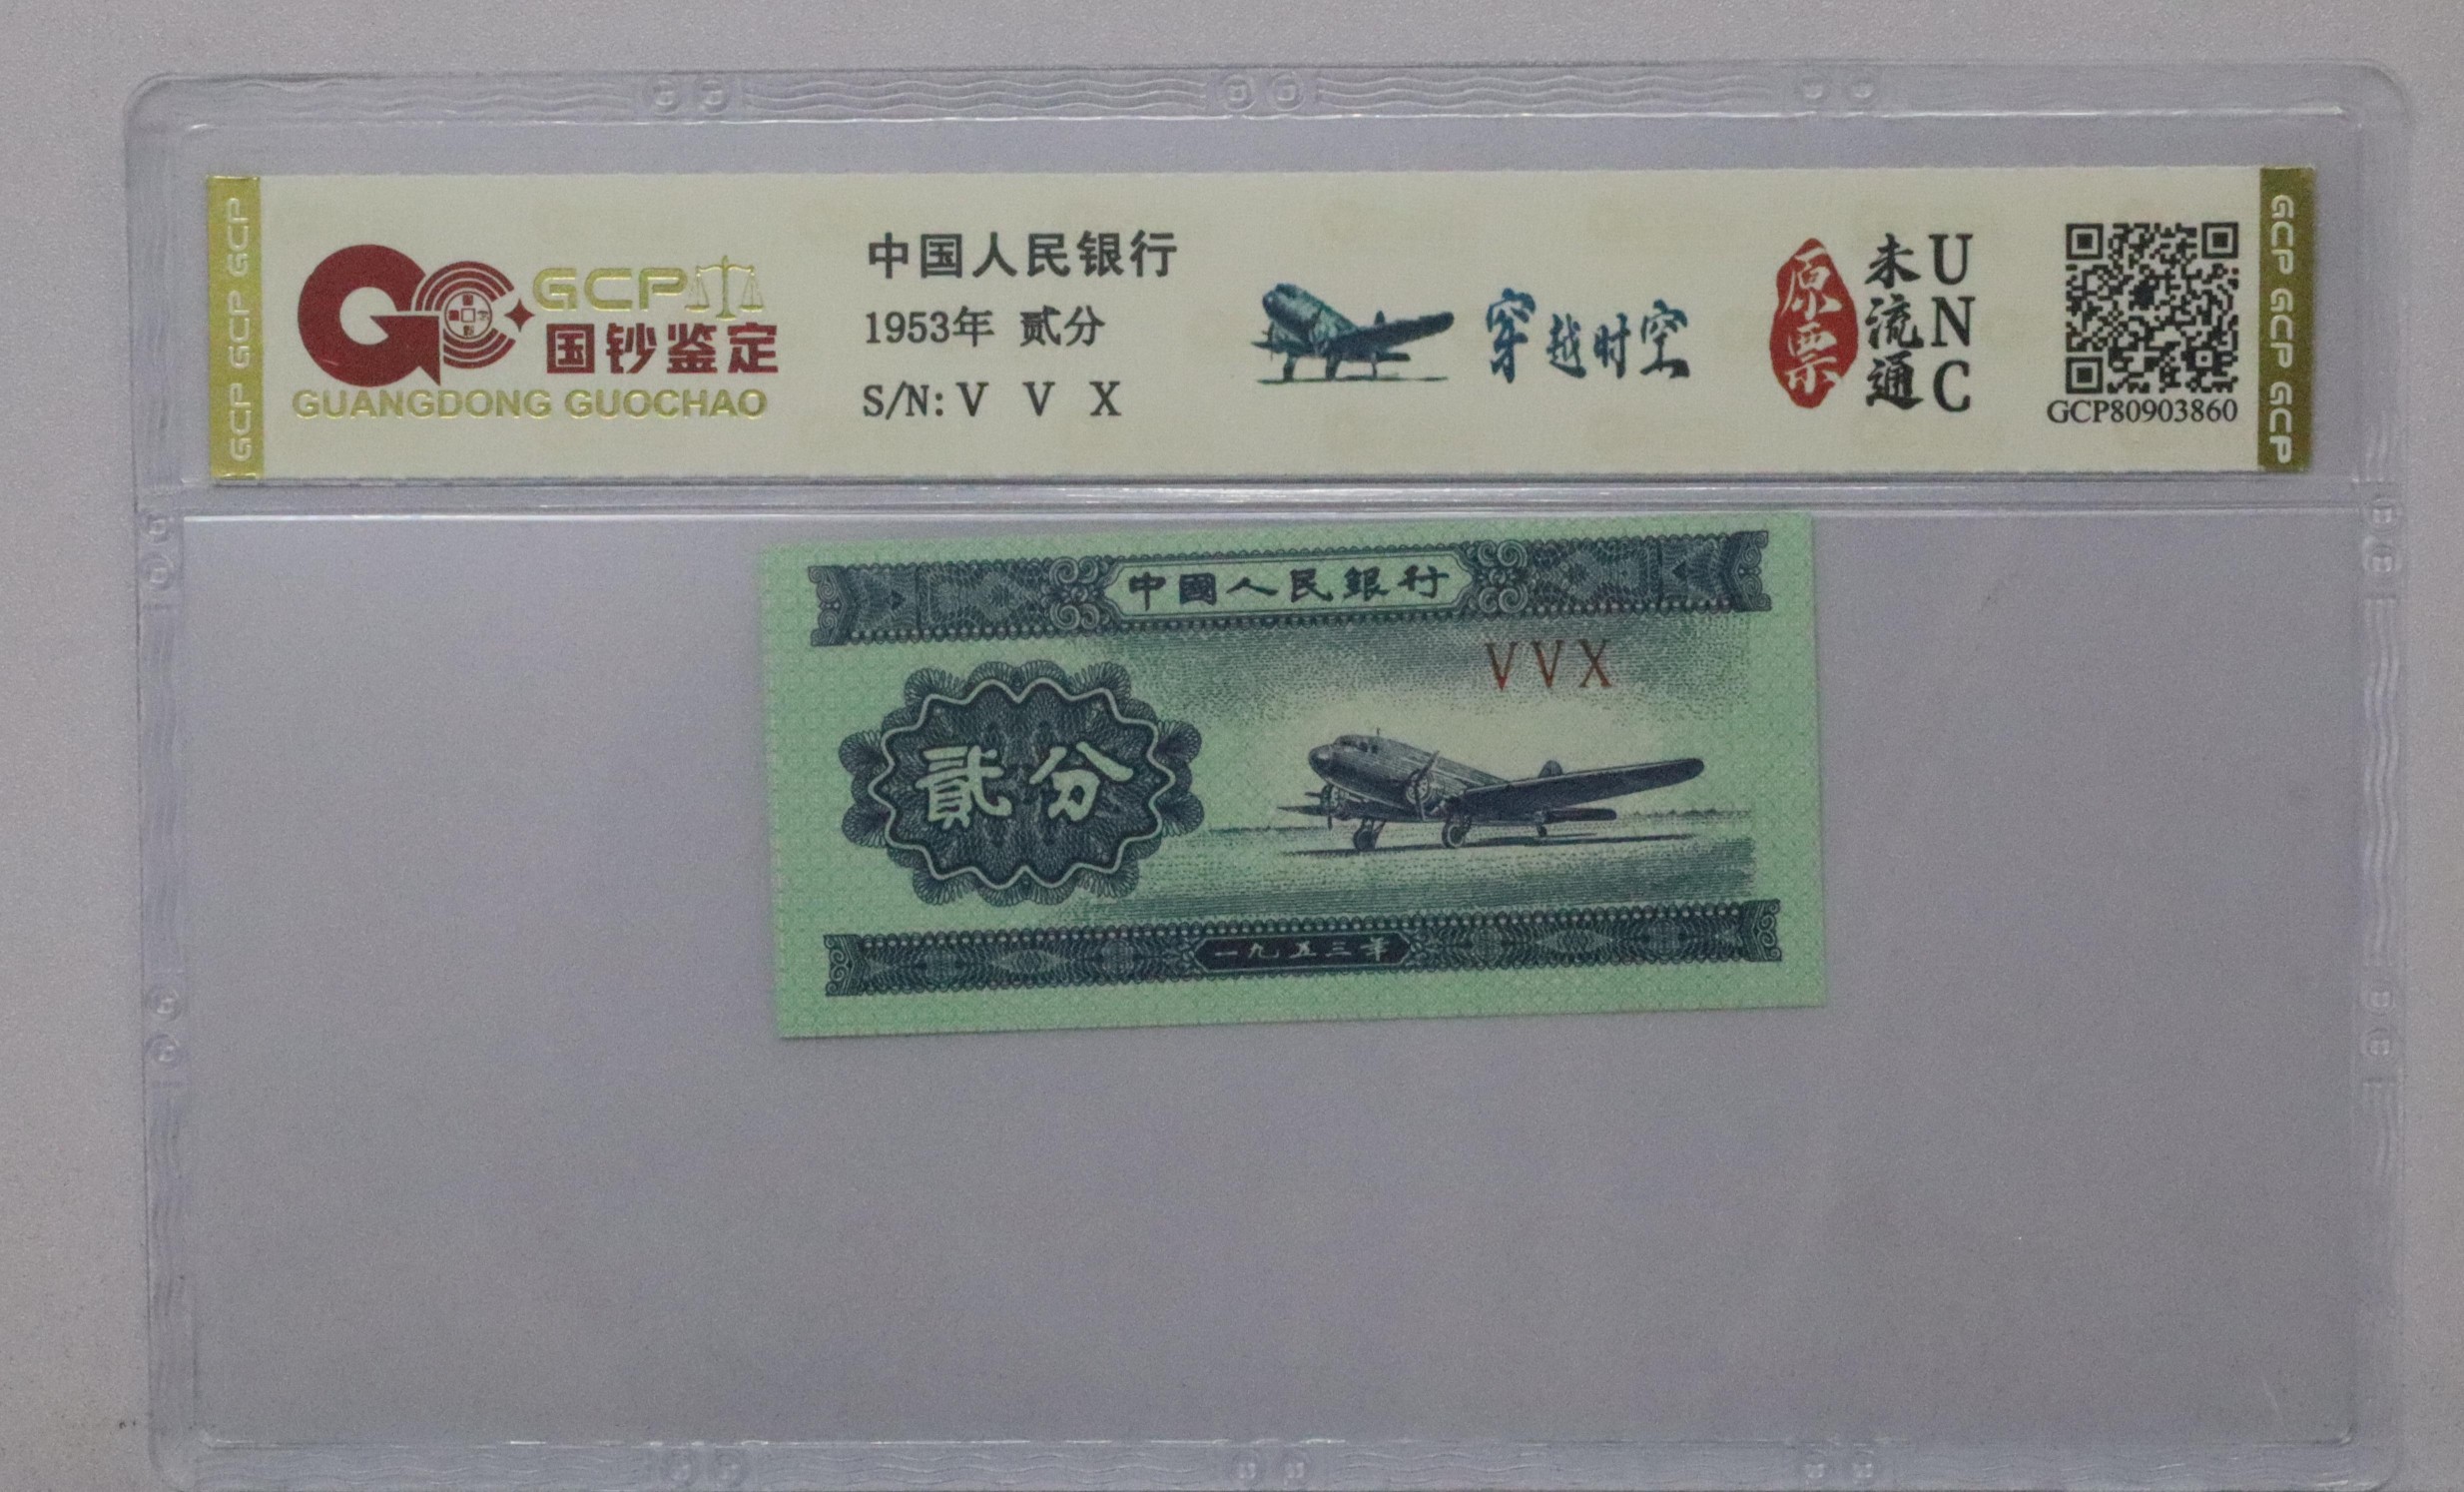 GCP GCP GCP
GCP
国钞鉴定
GUANGDONG GUOCHAO
中国人民银行
1953年 贰分
S/N: V V X
穿越时空
原票
未流通
UNC
GCP80903860
GCP GCP GCP
中國人民銀行
VVX
貳分
一九五三年